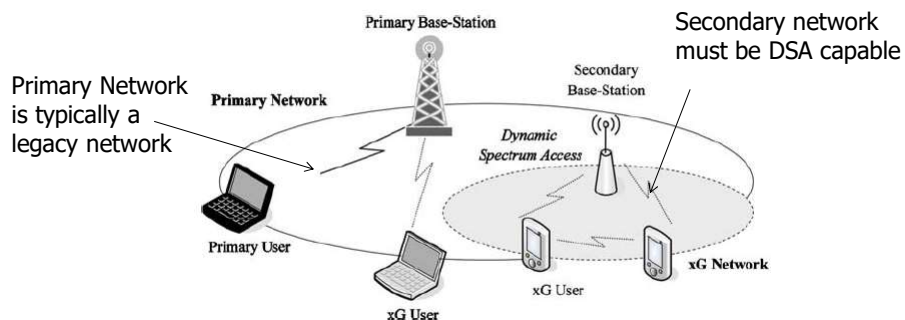 Primary Base-Station
Secondary network
must be DSA capable
Secondary
Base-Station
Primary Network
is typically a
legacy network
Primary Network
Dynamic
Spectrum Access
Primary User
xG User
xG User
xG Network